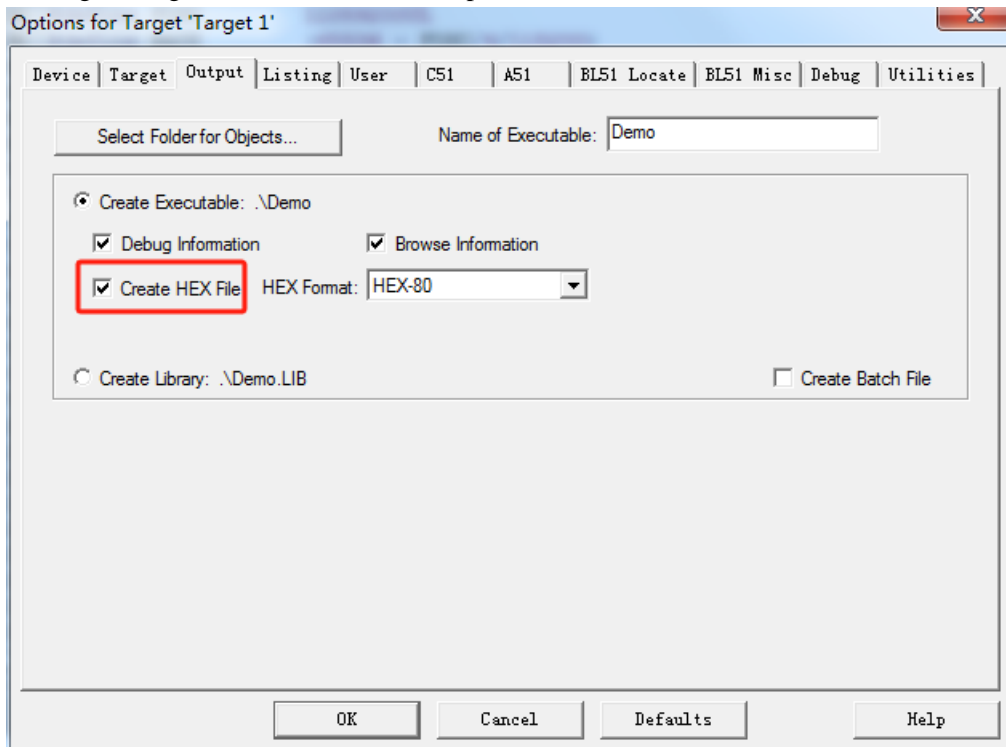 Options for Target 'Target 1'
Device Target Output Listing User C51 A51 BL51 Locate BL51 Misc Debug Utilities
Select Folder for Objects... Name of Executable: Demo
Create Executable: .\Demo
Debug Information Browse Information
Create HEX File HEX Format: HEX-80
Create Library: .\Demo.LIB Create Batch File
OK Cancel Defaults Help